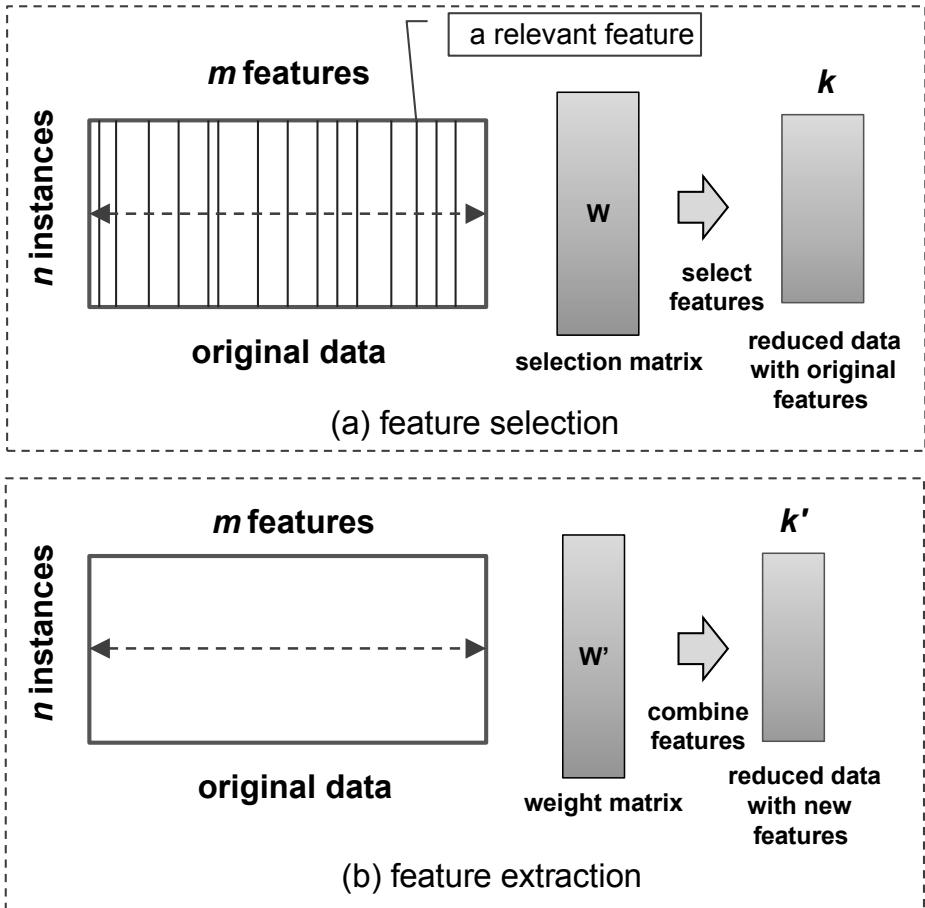 a relevant feature
m features
k
n instances
W
select
features
original data
selection matrix
reduced data
with original
features
(a) feature selection
m features
k'
n instances
W’
combine
features
original data
weight matrix
reduced data
with new
features
(b) feature extraction